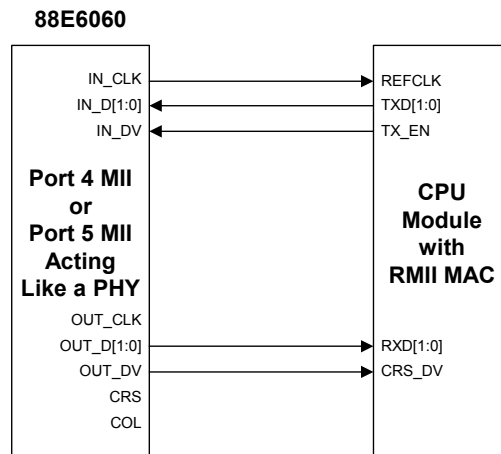 88E6060
IN_CLK
REFCLK
IN_D[1:0]
TXD[1:0]
IN_DV
TX_EN
Port 4 MII
or
Port 5 MII
Acting
Like a PHY
CPU
Module
with
RMII MAC
OUT_CLK
OUT_D[1:0]
RXD[1:0]
OUT_DV
CRS_DV
CRS
COL